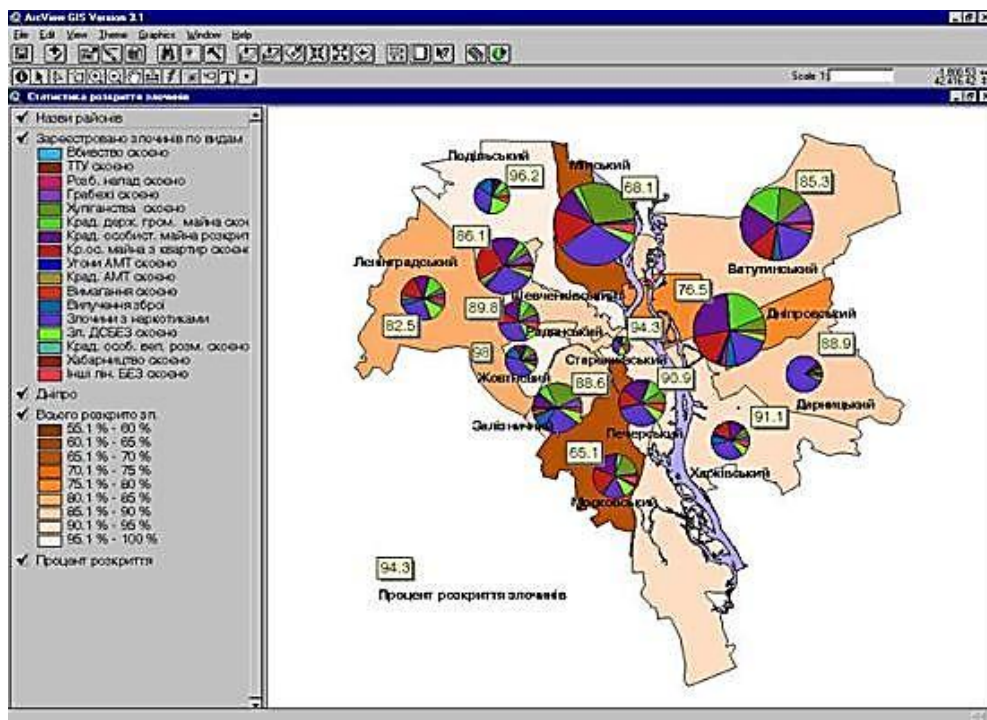 ArcView GIS Version 3.1
File Edit View Theme Graphics Window Help
Scale 1:
Статистика розкриття злочинів
Назви районів
Зареєстровано злочинів по видам
Вбивство скоєно
ТТУ скоєно
Розб. напад скоєно
Грабежі скоєно
Хуліганства скоєно
Крад. держ. гром. майна скоє
Крад. особист. майна розкрит
Кр.ос. майна з квартир скоєн
Угони АМТ скоєно
Крад. АМТ скоєно
Вимагання скоєно
Вилучення зброї
Злочини з наркотиками
Зл. ДСБЕЗ скоєно
Крад. особ. вел. розм. скоєно
Хабарництво скоєно
Інші лін. БЕЗ скоєно
Дніпро
Всього розкрито зл.
55.1 % - 60 %
60.1 % - 65 %
65.1 % - 70 %
70.1 % - 75 %
75.1 % - 80 %
80.1 % - 85 %
85.1 % - 90 %
90.1 % - 95 %
95.1 % - 100 %
Процент розкриття
Подільський
96.2
Мінський
68.1
85.3
Ватутинський
86.1
Ленінградський
82.5
Шевченківський
89.8
Радянський
94.3
Старокиївський
76.5
Дніпровський
88.9
Дарницький
98
Жовтневий
88.6
Залізничний
90.9
Печерський
91.1
Харківський
65.1
Московський
94.3
Процент розкриття злочинів